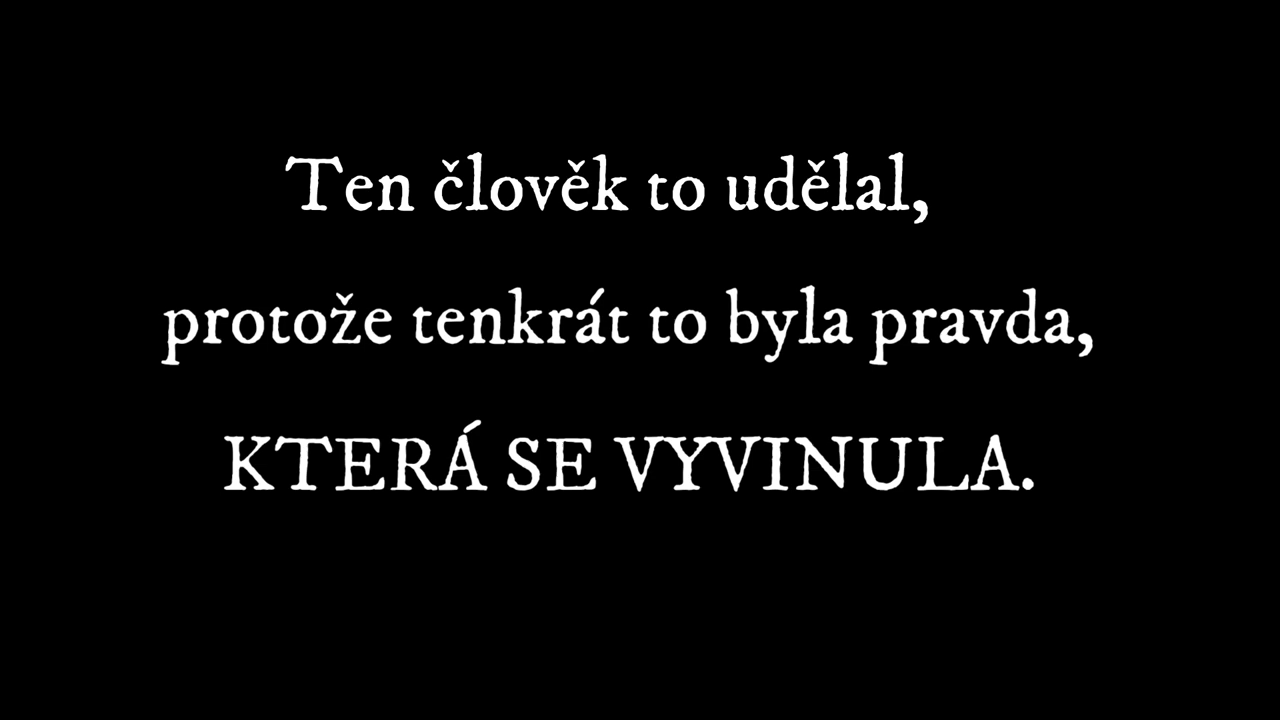 Ten člověk to udělal,
protože tenkrát to byla pravda,
KTERÁ SE VYVINULA.